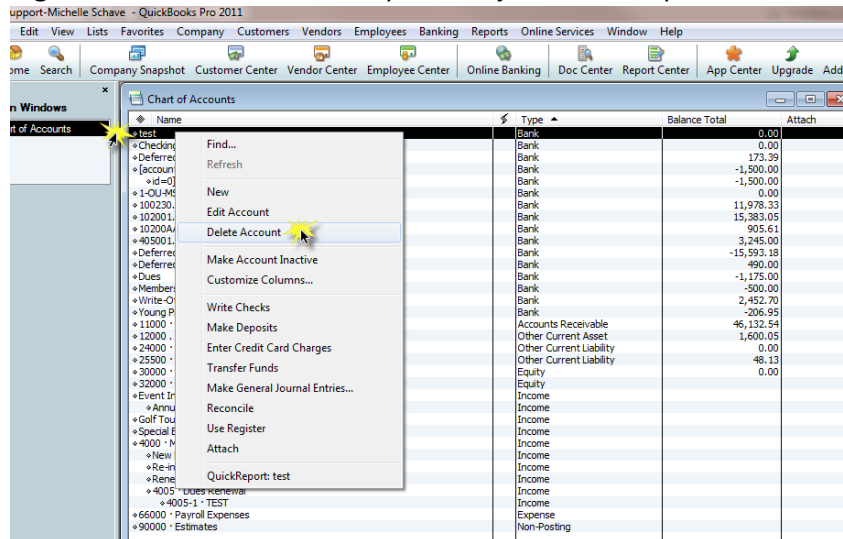 upport-Michelle Schave - QuickBooks Pro 2011
Edit View Lists Favorites Company Customers Vendors Employees Banking Reports Online Services Window Help
ome Search Company Snapshot Customer Center Vendor Center Employee Center Online Banking Doc Center Report Center App Center Upgrade Add
n Windows
rt of Accounts
Chart of Accounts
Name Type Balance Total Attach
test Bank 0.00
Checking Bank 0.00
Deferred Bank 173.39
[account Bank -1,500.00
id=0] Bank -1,500.00
1-OU-MS Bank 0.00
100230. Bank 11,978.33
102001. Bank 15,383.05
10200AA Bank 905.61
405001. Bank 3,245.00
Deferred Bank -15,593.18
Deferred Bank 490.00
Dues Bank -1,175.00
Members Bank -500.00
Write-O Bank 2,452.70
Young P Bank -206.95
11000 · Accounts Receivable 46,132.54
12000 . Other Current Asset 1,600.05
24000 · Other Current Liability 0.00
25500 · Other Current Liability 48.13
30000 · Equity 0.00
32000 · Equity
Event In Income
Annu Income
Golf Tou Income
Special E Income
4000 · M Income
New Income
Re-in Income
Rene Income
4005 · Dues Renewal Income
4005-1 · TEST Income
66000 · Payroll Expenses Expense
90000 · Estimates Non-Posting
Find...
Refresh
New
Edit Account
Delete Account
Make Account Inactive
Customize Columns...
Write Checks
Make Deposits
Enter Credit Card Charges
Transfer Funds
Make General Journal Entries...
Reconcile
Use Register
Attach
QuickReport: test